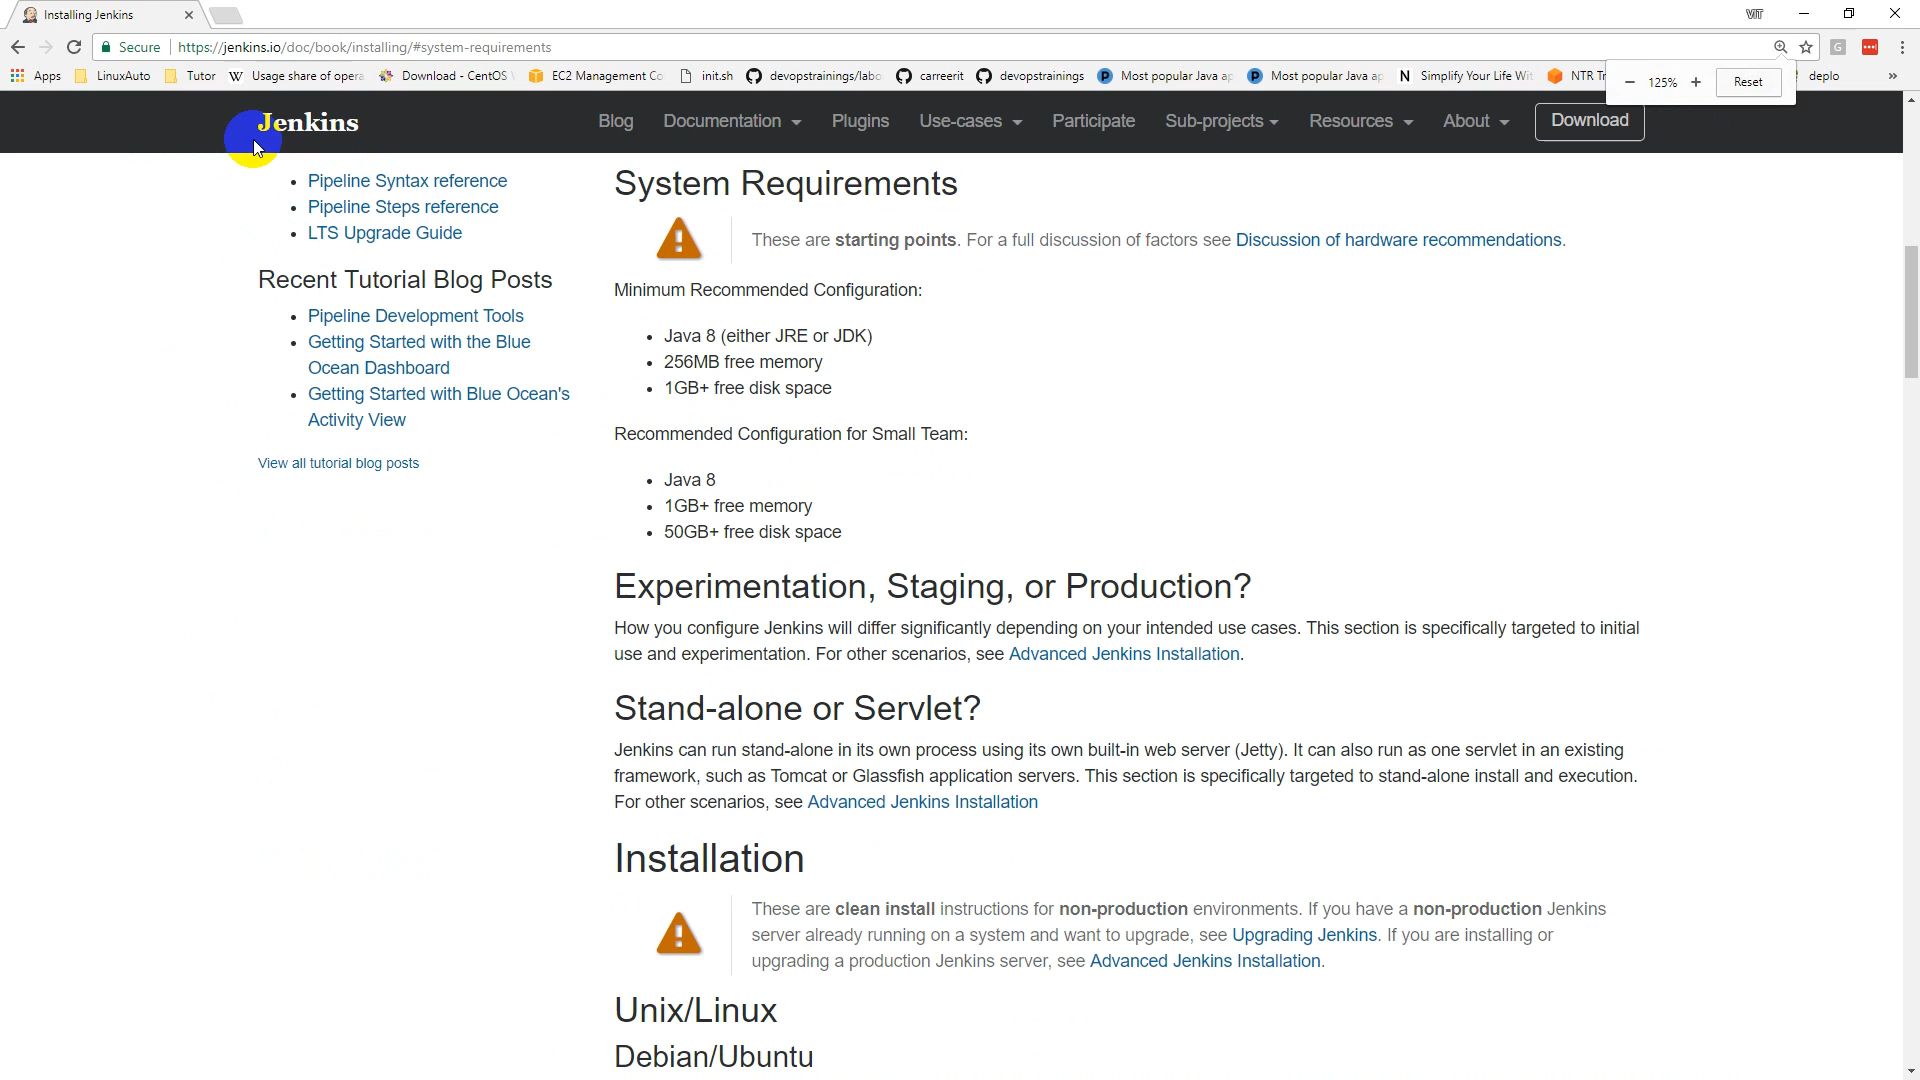 Installing Jenkins
VIT
Secure https://jenkins.io/doc/book/installing/#system-requirements
Apps LinuxAuto Tutor Usage share of opera Download - CentOS EC2 Management Co init.sh devopstrainings/labo carreerit devopstrainings Most popular Java ap Most popular Java ap Simplify Your Life Wit NTR Tr deplo »
125% Reset
Jenkins Blog Documentation Plugins Use-cases Participate Sub-projects Resources About Download
Pipeline Syntax reference
Pipeline Steps reference
LTS Upgrade Guide
Recent Tutorial Blog Posts
Pipeline Development Tools
Getting Started with the Blue
Ocean Dashboard
Getting Started with Blue Ocean's
Activity View
View all tutorial blog posts
System Requirements
These are starting points. For a full discussion of factors see Discussion of hardware recommendations.
Minimum Recommended Configuration:
Java 8 (either JRE or JDK)
256MB free memory
1GB+ free disk space
Recommended Configuration for Small Team:
Java 8
1GB+ free memory
50GB+ free disk space
Experimentation, Staging, or Production?
How you configure Jenkins will differ significantly depending on your intended use cases. This section is specifically targeted to initial
use and experimentation. For other scenarios, see Advanced Jenkins Installation.
Stand-alone or Servlet?
Jenkins can run stand-alone in its own process using its own built-in web server (Jetty). It can also run as one servlet in an existing
framework, such as Tomcat or Glassfish application servers. This section is specifically targeted to stand-alone install and execution.
For other scenarios, see Advanced Jenkins Installation
Installation
These are clean install instructions for non-production environments. If you have a non-production Jenkins
server already running on a system and want to upgrade, see Upgrading Jenkins. If you are installing or
upgrading a production Jenkins server, see Advanced Jenkins Installation.
Unix/Linux
Debian/Ubuntu